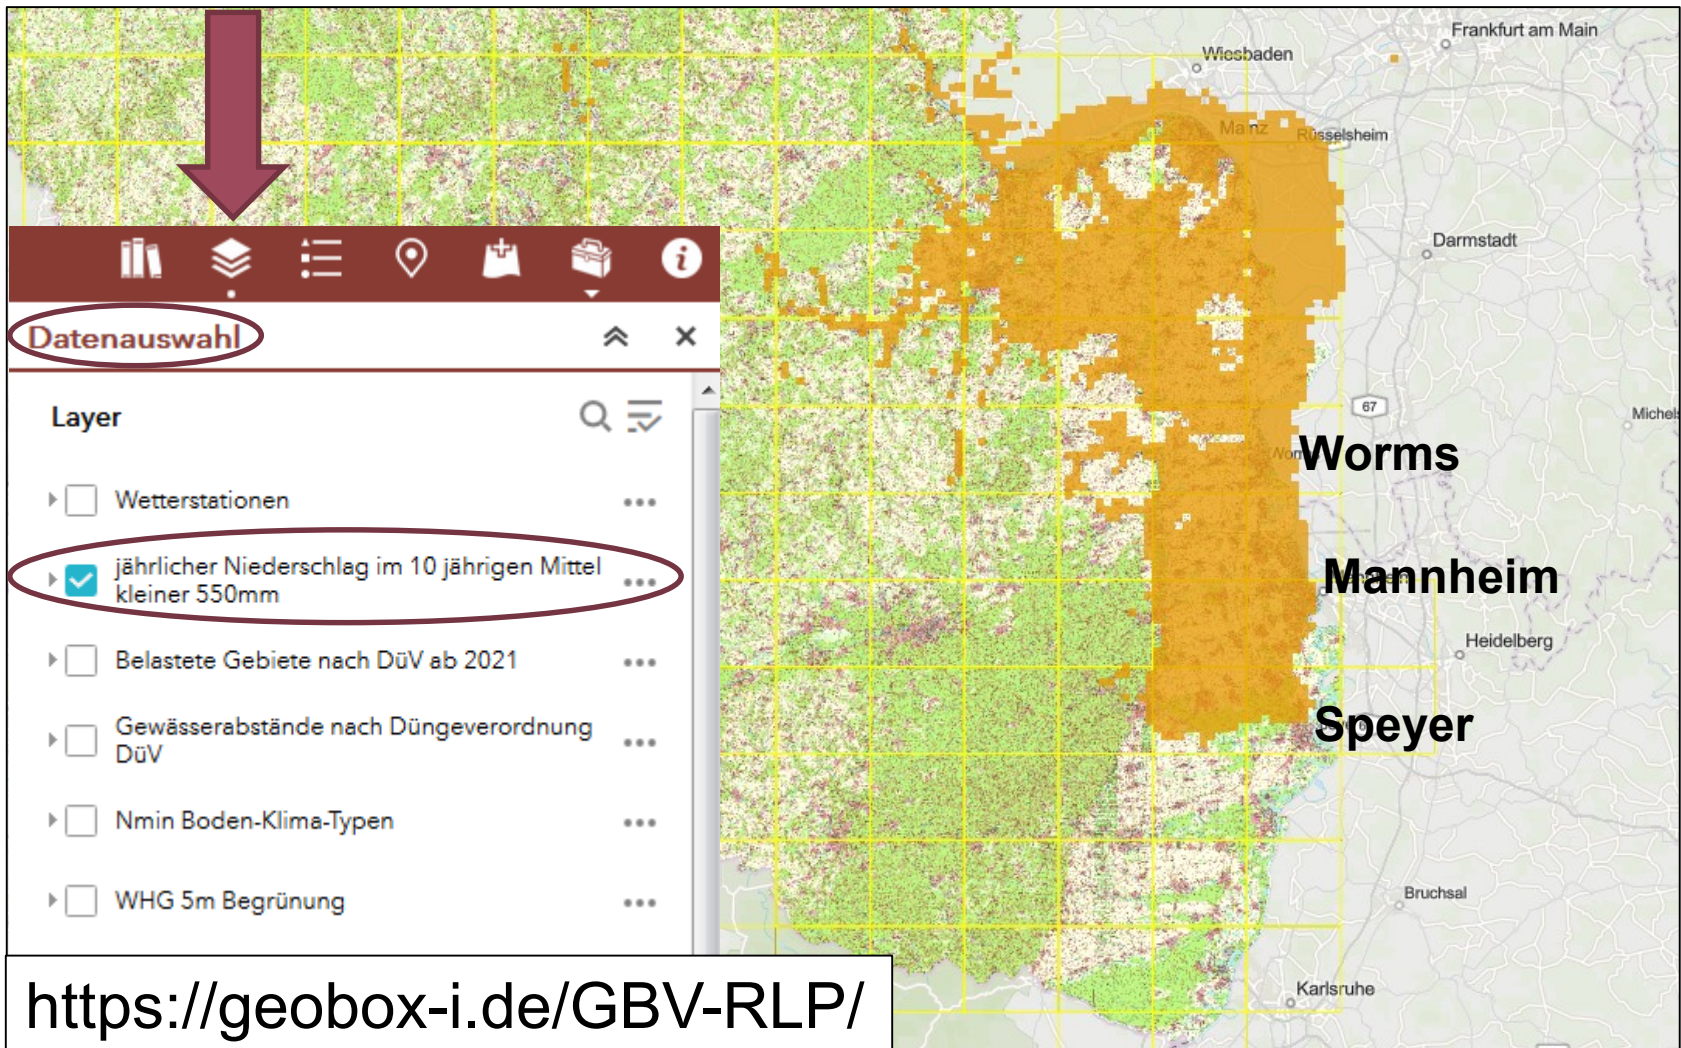 Frankfurt am Main
Wiesbaden
Mainz
Rüsselsheim
Darmstadt
Datenauswahl
Layer
67
Michels
Worms
Wetterstationen
jährlicher Niederschlag im 10 jährigen Mittel
kleiner 550mm
Mannheim
Heidelberg
Belastete Gebiete nach DüV ab 2021
Gewässerabstände nach Düngeverordnung
DüV
Speyer
Nmin Boden-Klima-Typen
WHG 5m Begrünung
Bruchsal
Karlsruhe
https://geobox-i.de/GBV-RLP/